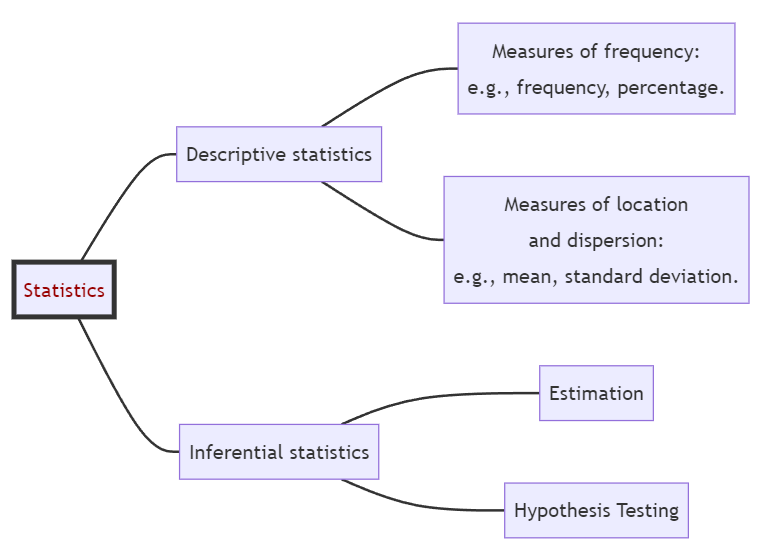 Statistics
Descriptive statistics
Measures of frequency:
e.g., frequency, percentage.
Measures of location
and dispersion:
e.g., mean, standard deviation.
Inferential statistics
Estimation
Hypothesis Testing